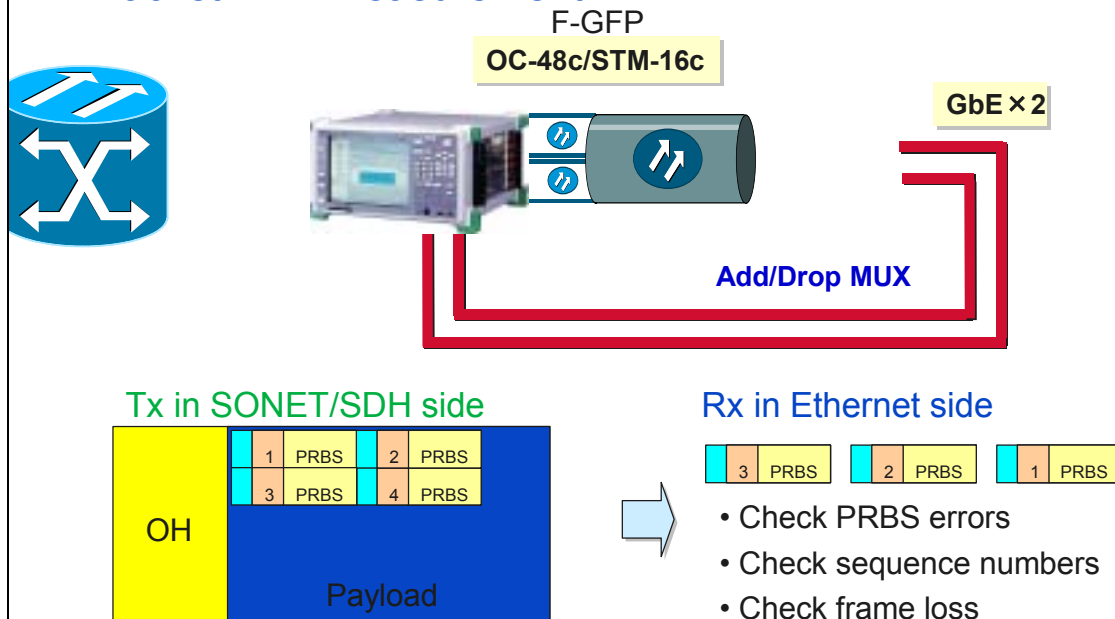 F-GFP
OC-48c/STM-16c
GbE×2
Add/Drop MUX
Tx in SONET/SDH side
Rx in Ethernet side
1 PRBS 2 PRBS
3 PRBS 4 PRBS
OH
Payload
3 PRBS 2 PRBS 1 PRBS
• Check PRBS errors
• Check sequence numbers
• Check frame loss